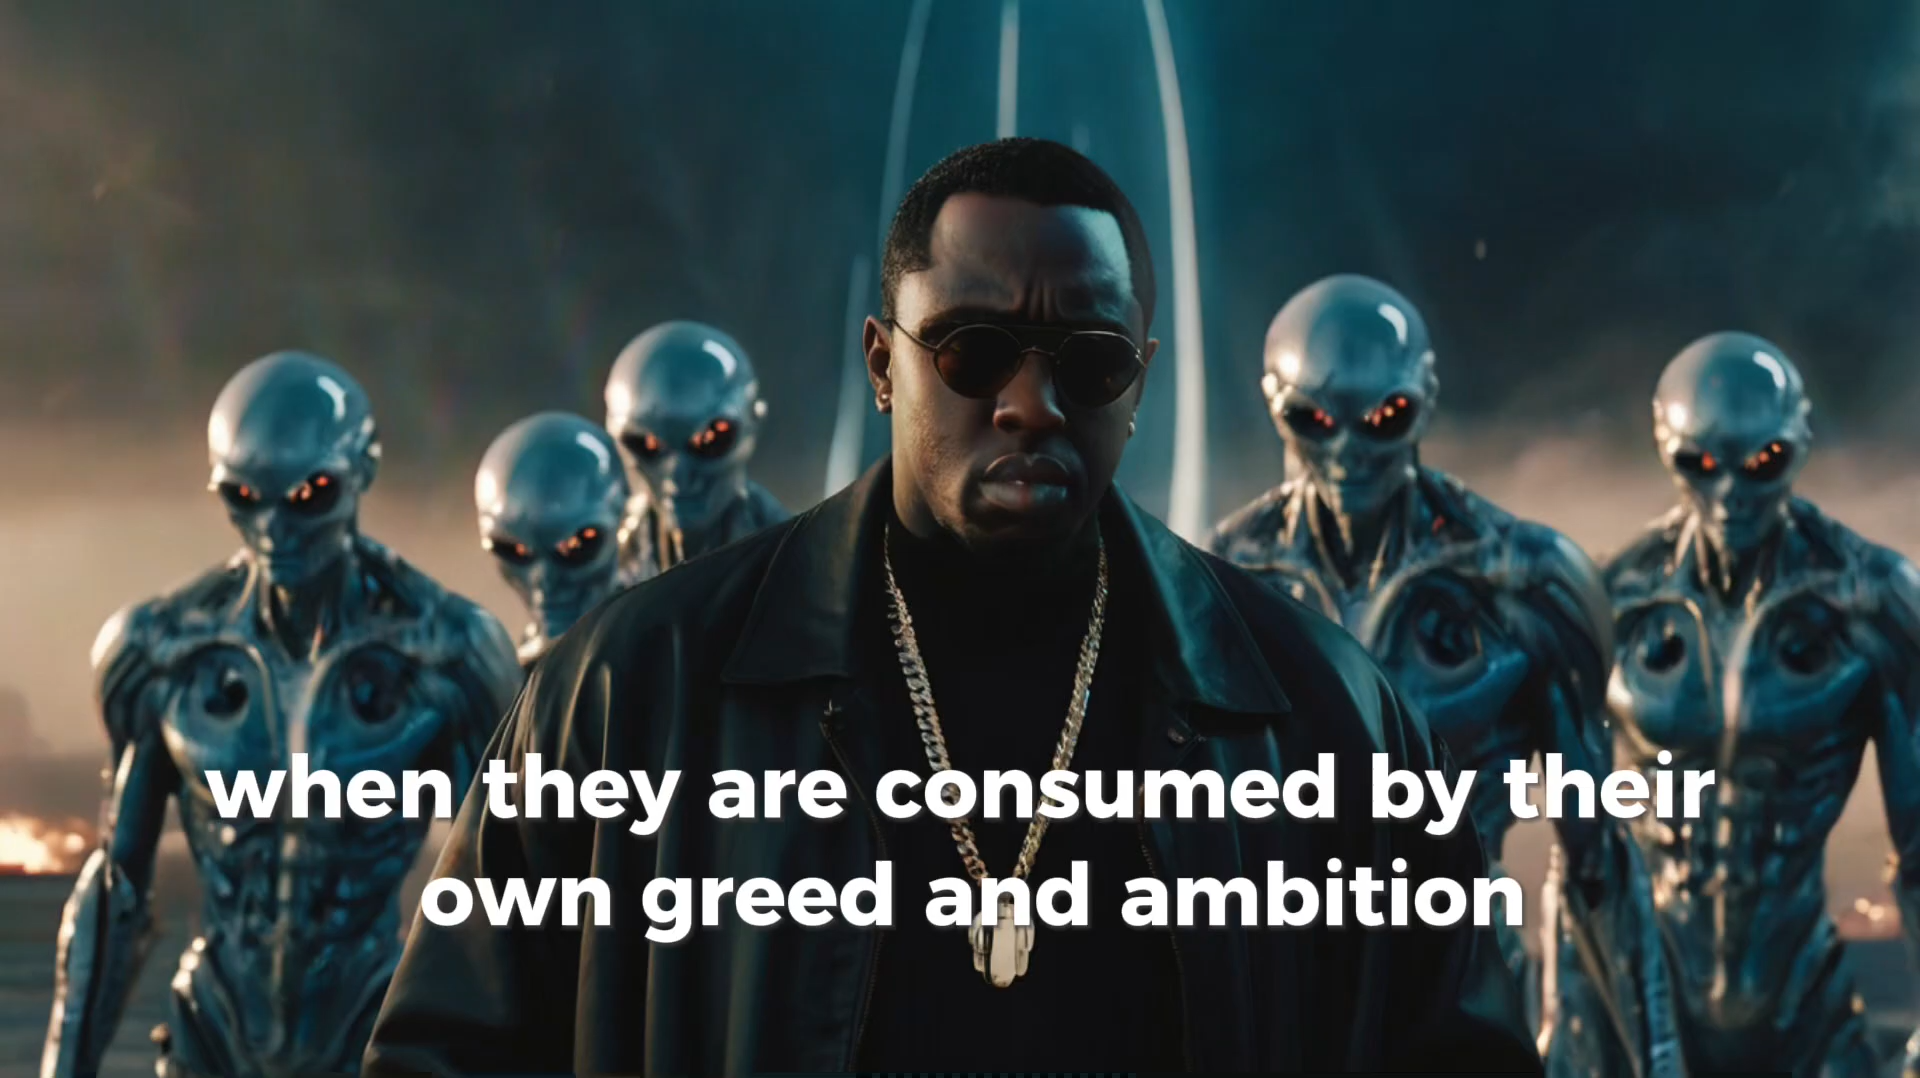 when they are consumed by their
own greed and ambition